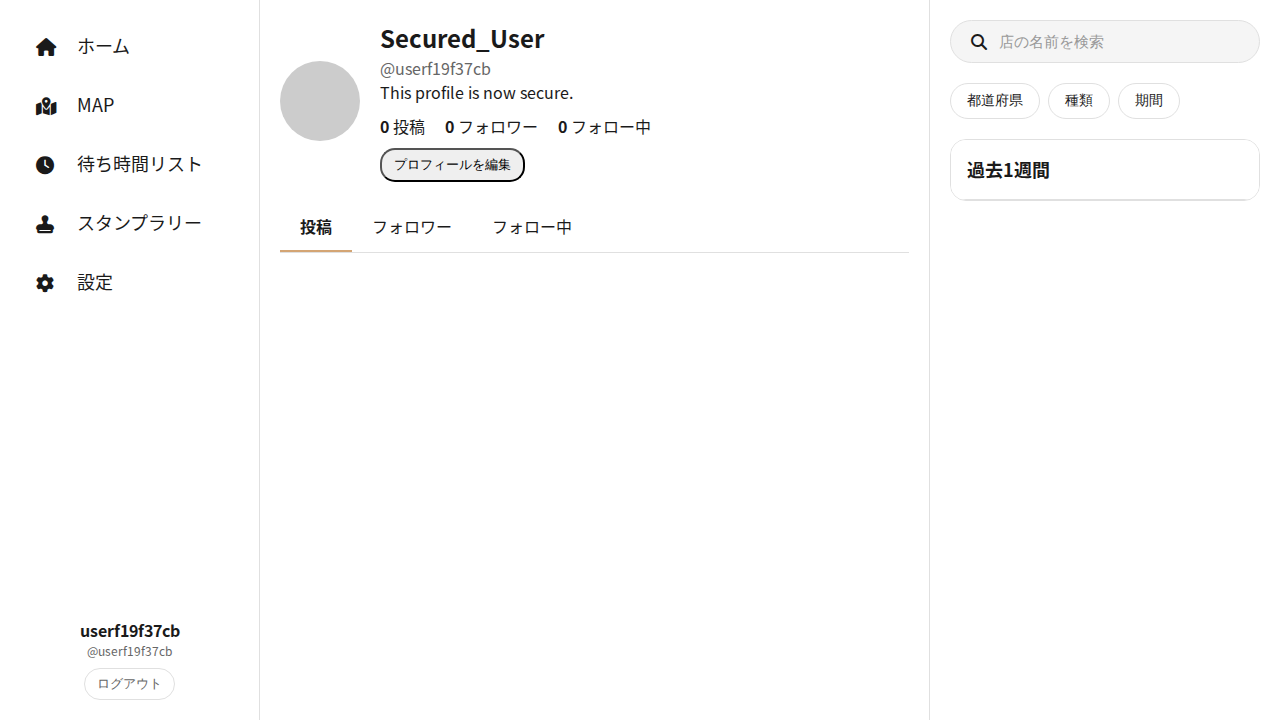 ホーム
MAP
待ち時間リスト
スタンプラリー
設定
userf19f37cb
@userf19f37cb
ログアウト
Secured_User
@userf19f37cb
This profile is now secure.
0 投稿 0 フォロワー 0 フォロー中
プロフィールを編集
投稿 フォロワー フォロー中
店の名前を検索
都道府県 種類 期間
過去1週間